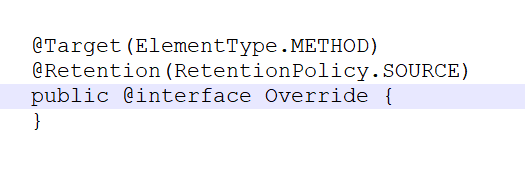 @Target(ElementType.METHOD)
@Retention(RetentionPolicy.SOURCE)
public @interface Override {
}